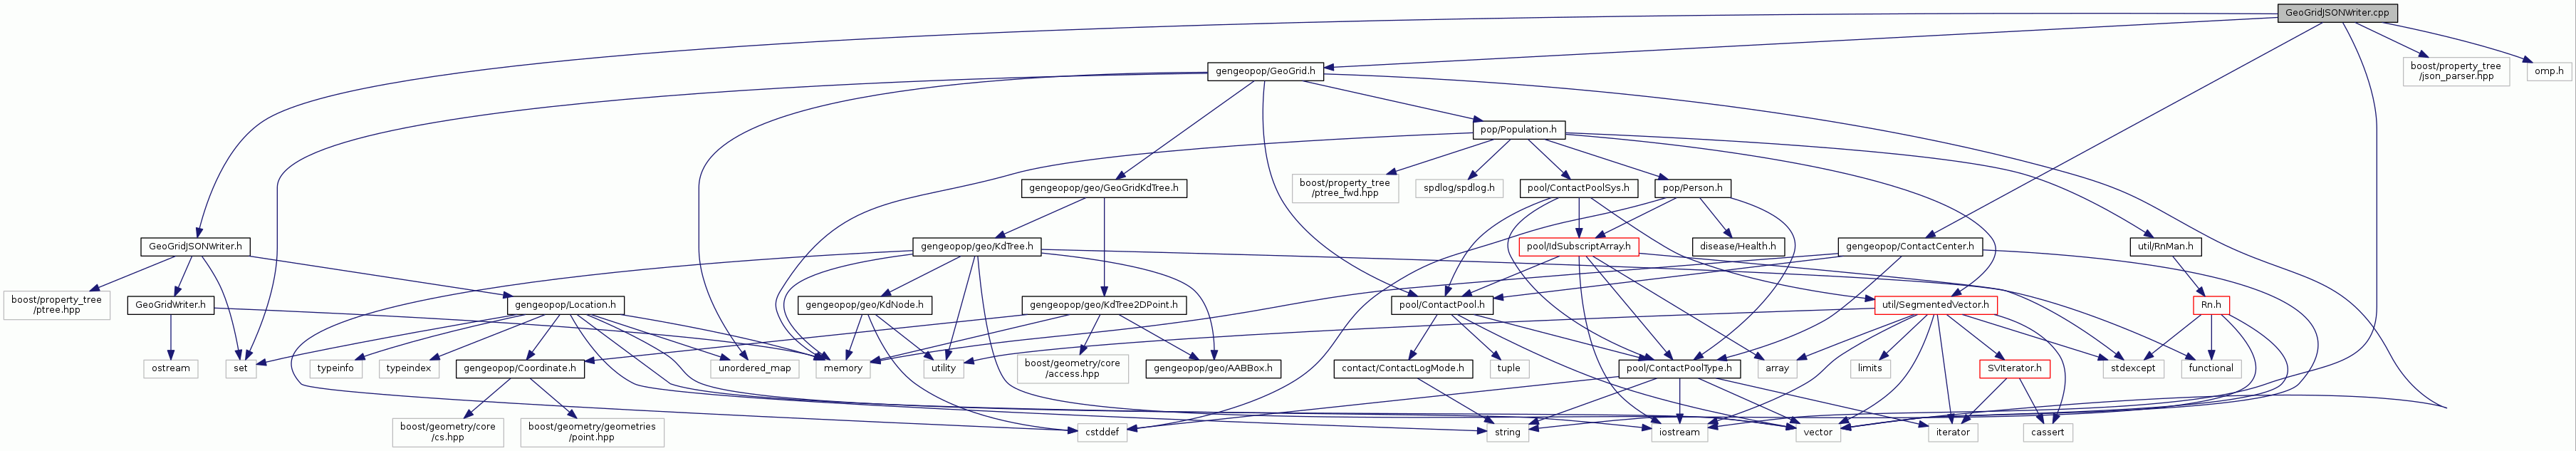 GeoGridJSONWriter.cpp
gengeopop/GeoGrid.h
boost/property_tree
/json_parser.hpp
omp.h
pop/Population.h
gengeopop/geo/GeoGridKdTree.h
boost/property_tree
/ptree_fwd.hpp
spdlog/spdlog.h
pool/ContactPoolSys.h
pop/Person.h
GeoGridJSONWriter.h
gengeopop/geo/KdTree.h
pool/IdSubscriptArray.h
disease/Health.h
gengeopop/ContactCenter.h
util/RnMan.h
boost/property_tree
/ptree.hpp
GeoGridWriter.h
gengeopop/Location.h
gengeopop/geo/KdNode.h
gengeopop/geo/KdTree2DPoint.h
pool/ContactPool.h
util/SegmentedVector.h
Rn.h
ostream
set
typeinfo
typeindex
gengeopop/Coordinate.h
unordered_map
memory
utility
boost/geometry/core
/access.hpp
gengeopop/geo/AABBox.h
contact/ContactLogMode.h
tuple
pool/ContactPoolType.h
array
limits
SVIterator.h
stdexcept
functional
boost/geometry/core
/cs.hpp
boost/geometry/geometries
/point.hpp
cstddef
string
iostream
vector
iterator
cassert